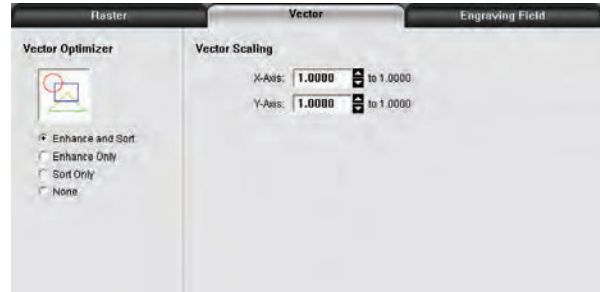 Raster Vector Engraving Field
Vector Optimizer
Enhance and Sort
Enhance Only
Sort Only
None
Vector Scaling
X-Axis: 1.0000 to 1.0000
Y-Axis: 1.0000 to 1.0000